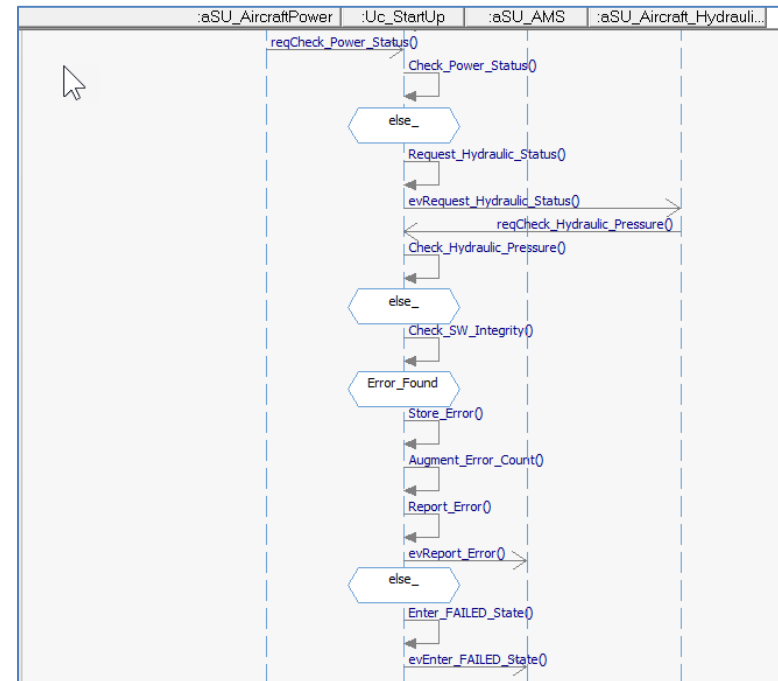 :aSU_AircraftPower :Uc_StartUp :aSU_AMS :aSU_Aircraft_Hydrauli...
reqCheck_Power_Status()
Check_Power_Status()
else_
Request_Hydraulic_Status()
evRequest_Hydraulic_Status()
reqCheck_Hydraulic_Pressure()
Check_Hydraulic_Pressure()
else_
Check_SW_Integrity()
Error_Found
Store_Error()
Augment_Error_Count()
Report_Error()
evReport_Error()
else_
Enter_FAILED_State()
evEnter_FAILED_State()